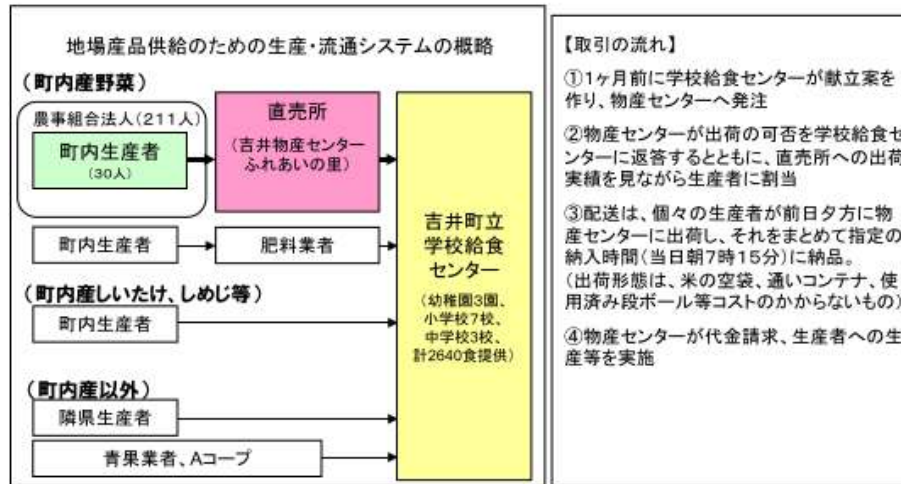 地場産品供給のための生産・流通システムの概略
(町内産野菜)
農事組合法人(211人)
町内生産者
(30人)
直売所
(吉井物産センター
ふれあいの里)
町内生産者
肥料業者
(町内産しいたけ、しめじ等)
町内生産者
(町内産以外)
隣県生産者
青果業者、Aコープ
吉井町立
学校給食
センター
(幼稚園3園、
小学校7校、
中学校3校、
計2640食提供)
【取引の流れ】
①1ヶ月前に学校給食センターが献立案を
作り、物産センターへ発注
②物産センターが出荷の可否を学校給食セ
ンターに返答するとともに、直売所への出荷
実績を見ながら生産者に割当
③配送は、個々の生産者が前日夕方に物
産センターに出荷し、それをまとめて指定の
納入時間(当日朝7時15分)に納品。
(出荷形態は、米の空袋、通いコンテナ、使
用済み段ボール等コストのかからないもの)
④物産センターが代金請求、生産者への生
産等を実施